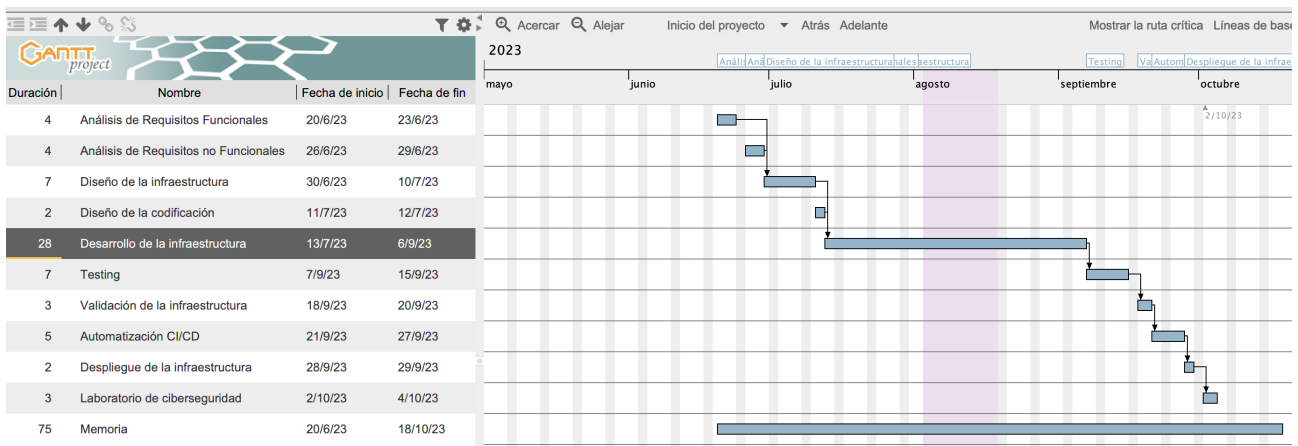 Acercar Alejar Inicio del proyecto Atrás Adelante Mostrar la ruta crítica Líneas de base
GANTT project
2023
Testing
Diseño de la infraestructura
Despliegue de la infrae
mayo junio julio agosto septiembre octubre
Duración Nombre Fecha de inicio Fecha de fin
2/10/23
4 Análisis de Requisitos Funcionales 20/6/23 23/6/23
4 Análisis de Requisitos no Funcionales 26/6/23 29/6/23
7 Diseño de la infraestructura 30/6/23 10/7/23
2 Diseño de la codificación 11/7/23 12/7/23
28 Desarrollo de la infraestructura 13/7/23 6/9/23
7 Testing 7/9/23 15/9/23
3 Validación de la infraestructura 18/9/23 20/9/23
5 Automatización CI/CD 21/9/23 27/9/23
2 Despliegue de la infraestructura 28/9/23 29/9/23
3 Laboratorio de ciberseguridad 2/10/23 4/10/23
75 Memoria 20/6/23 18/10/23